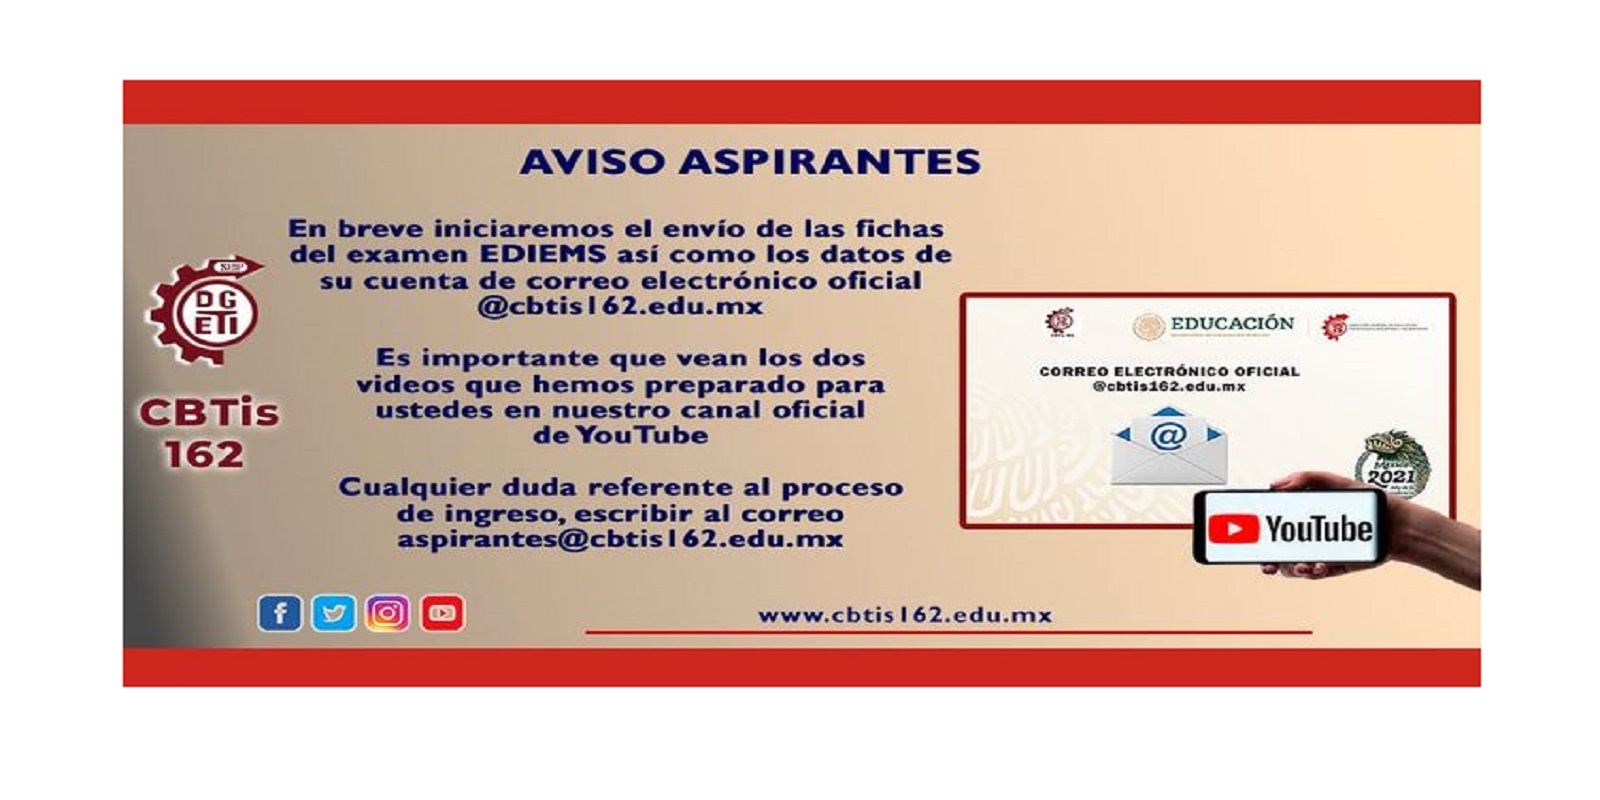 AVISO ASPIRANTES
En breve iniciaremos el envío de las fichas
del examen EDIEMS así como los datos de
su cuenta de correo electrónico oficial
@cbtis162.edu.mx
Es importante que vean los dos
videos que hemos preparado para
ustedes en nuestro canal oficial
de YouTube
Cualquier duda referente al proceso
de ingreso, escribir al correo
aspirantes@cbtis162.edu.mx
SEP
DG
ETI
CBTis
162
EDUCACIÓN
CORREO ELECTRÓNICO OFICIAL
@cbtis162.edu.mx
@
México
2021
YouTube
www.cbtis162.edu.mx